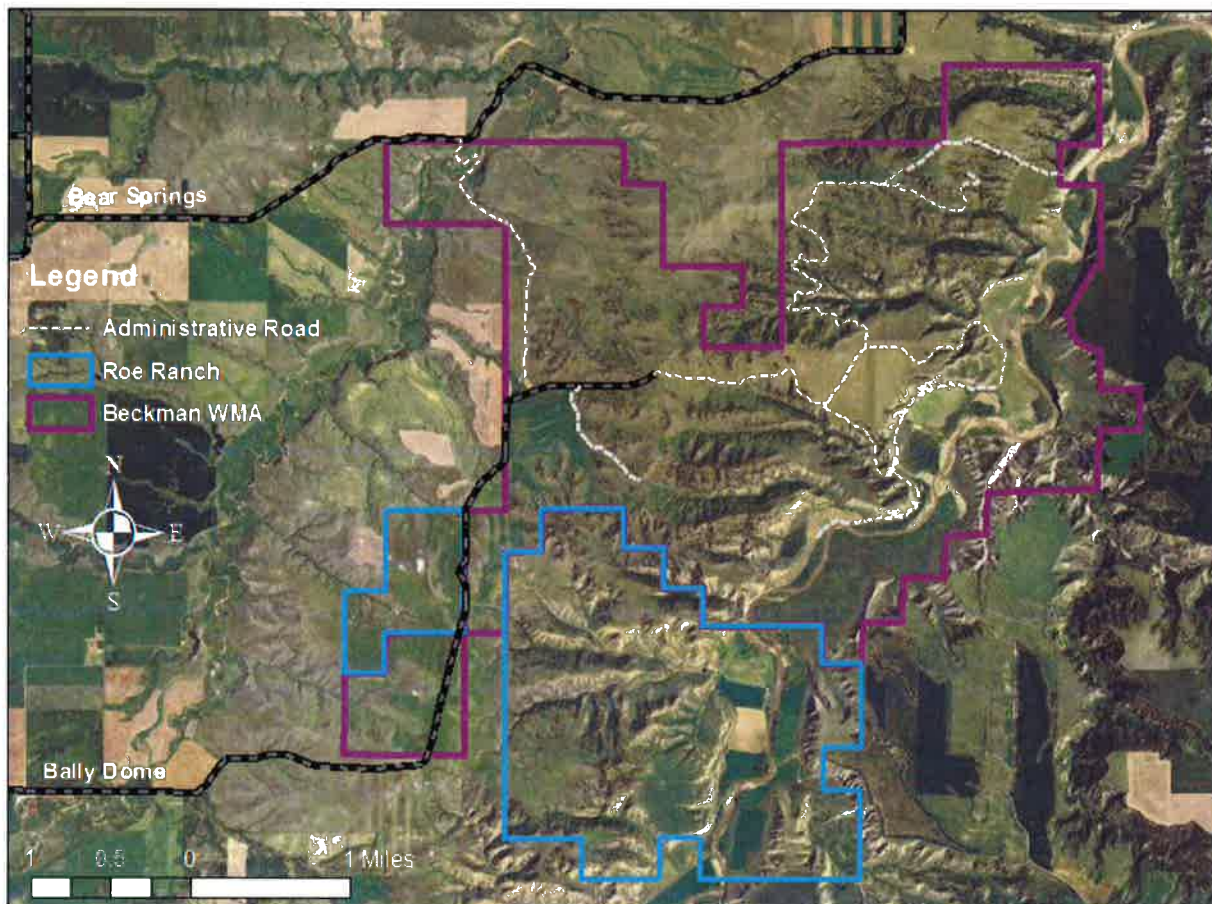 Bear Springs
Legend
Administrative Road
Roe Ranch
Beckman WMA
N
W E
S
Bally Dome
1 0.5 0 1 Miles